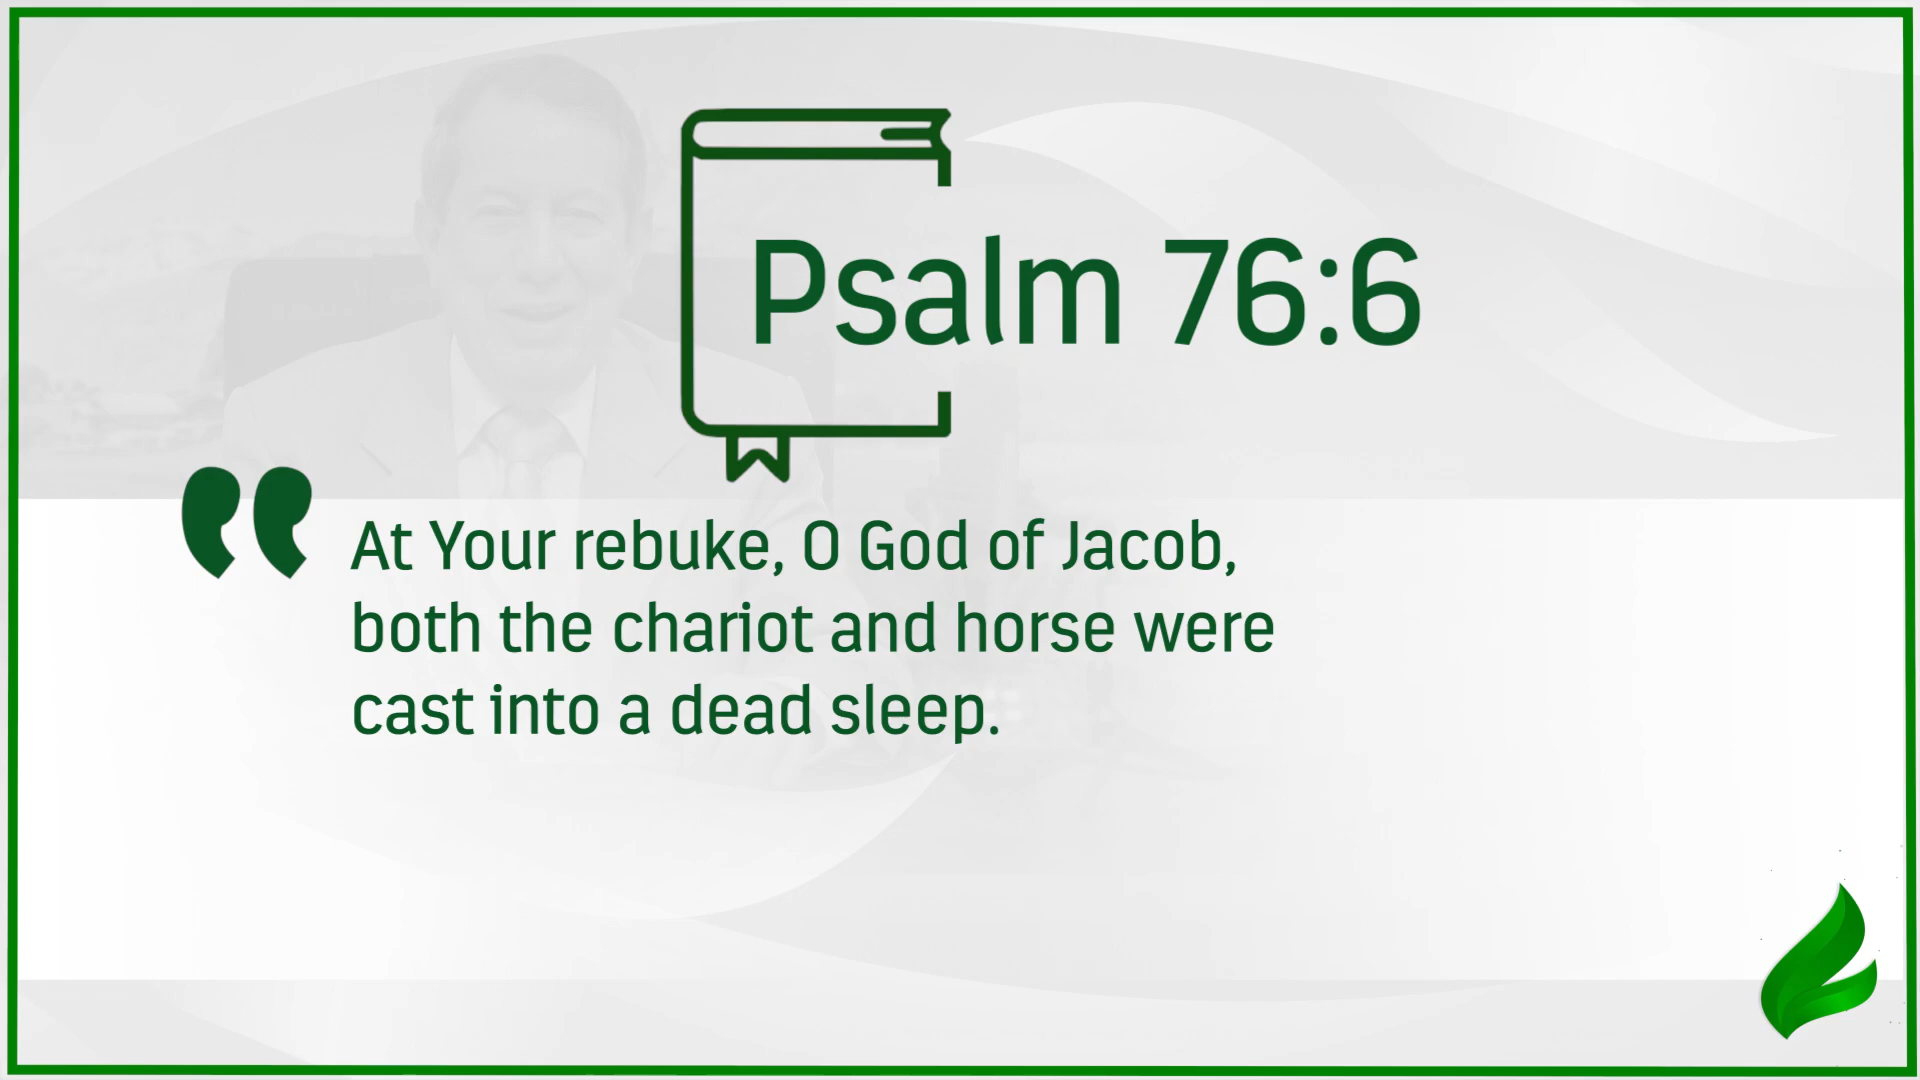 Psalm 76:6
At Your rebuke, O God of Jacob,
both the chariot and horse were
cast into a dead sleep.